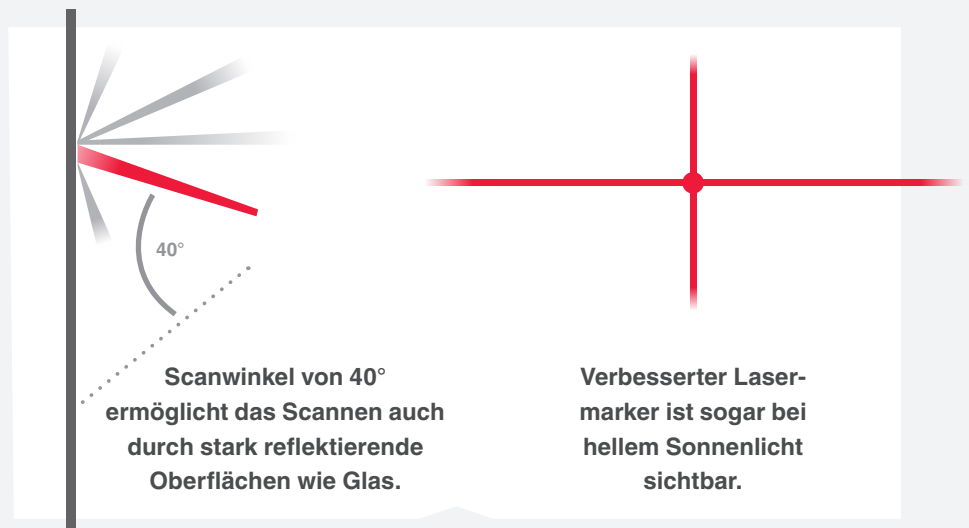 40°
Scanwinkel von 40°
ermöglicht das Scannen auch
durch stark reflektierende
Oberflächen wie Glas.
Verbesserter Laser-
marker ist sogar bei
hellem Sonnenlicht
sichtbar.